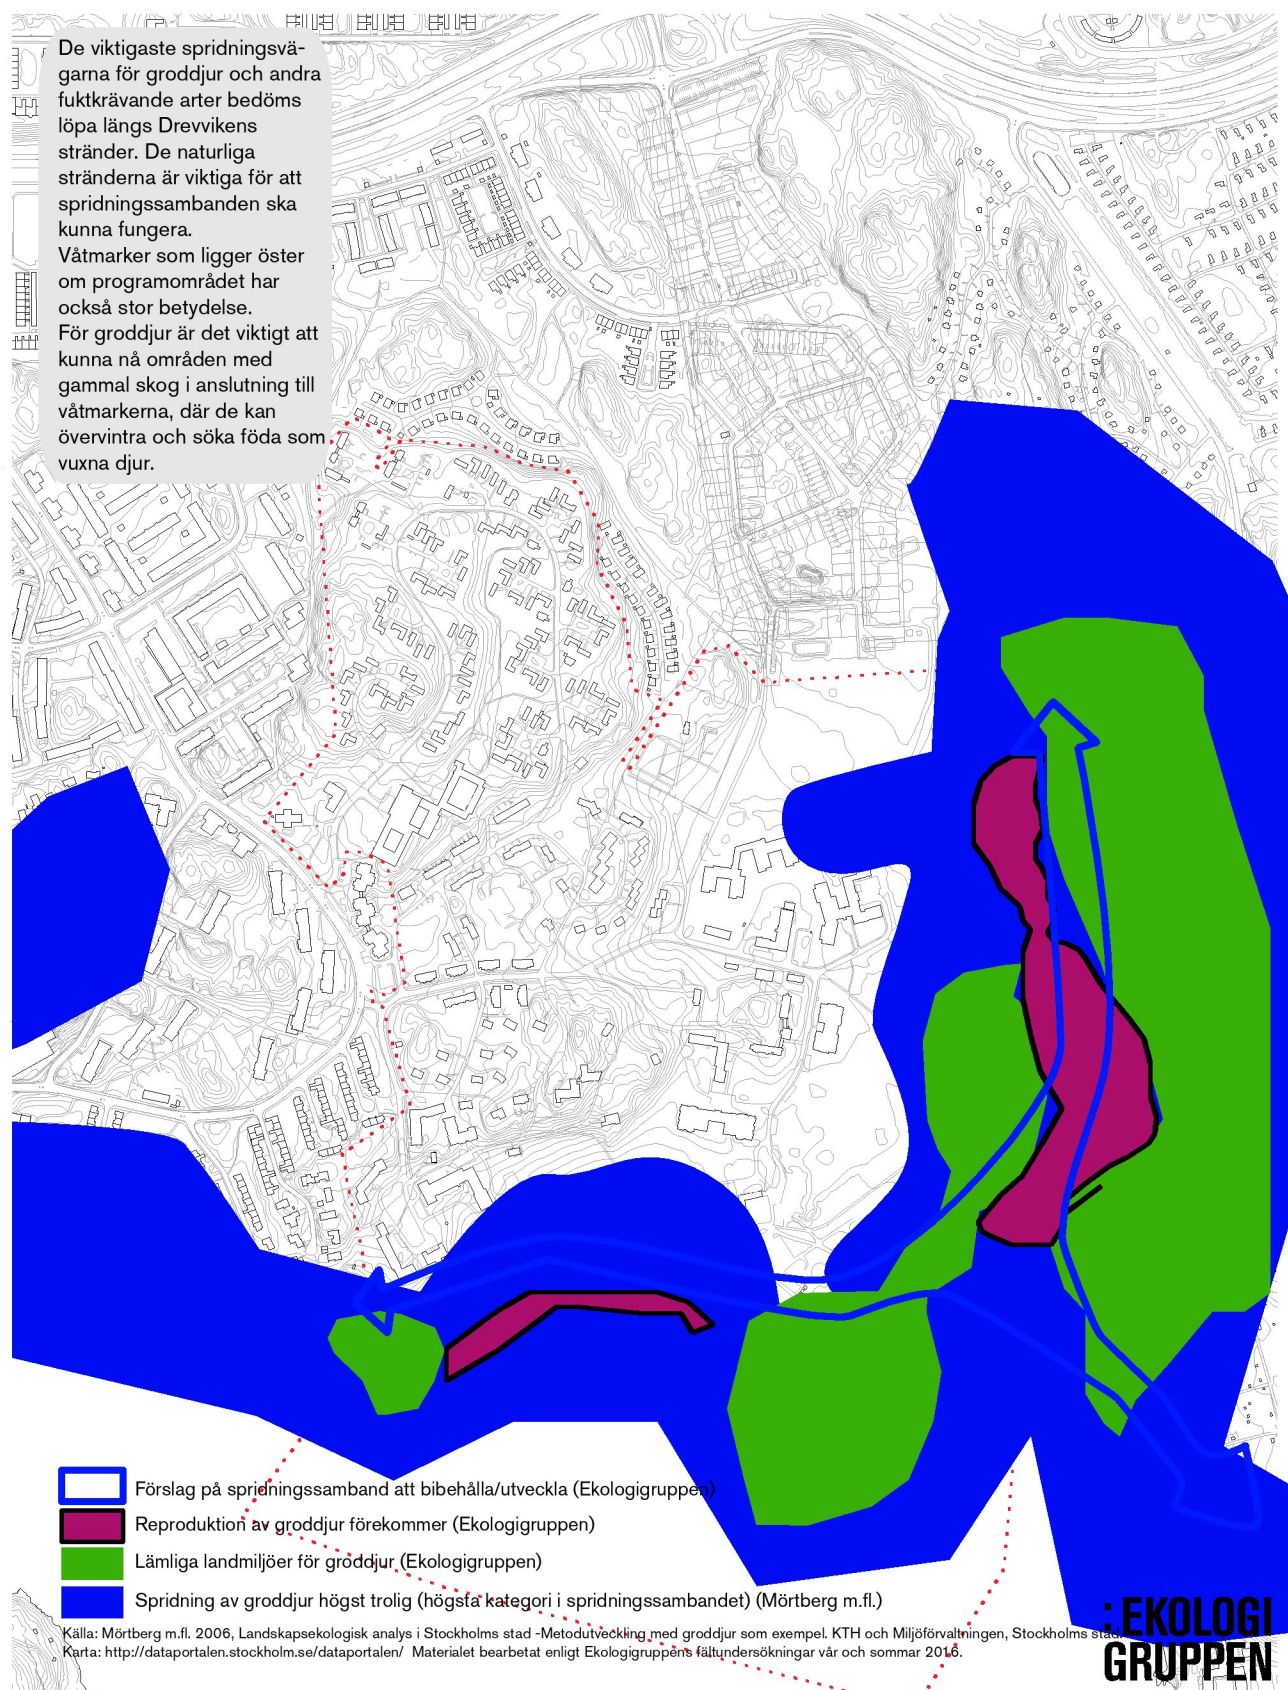 De viktigaste spridningsvä-
garna för groddjur och andra
fuktkrävande arter bedöms
löpa längs Drevvikens
stränder. De naturliga
stränderna är viktiga för att
spridningssambanden ska
kunna fungera.
Våtmarker som ligger öster
om programområdet har
också stor betydelse.
För groddjur är det viktigt att
kunna nå områden med
gammal skog i anslutning till
våtmarkerna, där de kan
övervintra och söka föda som
vuxna djur.
Förslag på spridningssamband att bibehålla/utveckla (Ekologigruppen)
Reproduktion av groddjur förekommer (Ekologigruppen)
Lämliga landmiljöer för groddjur (Ekologigruppen)
Spridning av groddjur högst trolig (högsta kategori i spridningssambandet) (Mörtberg m.fl.)
Källa: Mörtberg m.fl. 2006, Landskapsekologisk analys i Stockholms stad -Metodutveckling med groddjur som exempel. KTH och Miljöförvaltningen, Stockholms stad,
Karta: http://dataportalen.stockholm.se/dataportalen/ Materialet bearbetat enligt Ekologigruppens fältundersökningar vår och sommar 2016.
:EKOLOGI
GRUPPEN